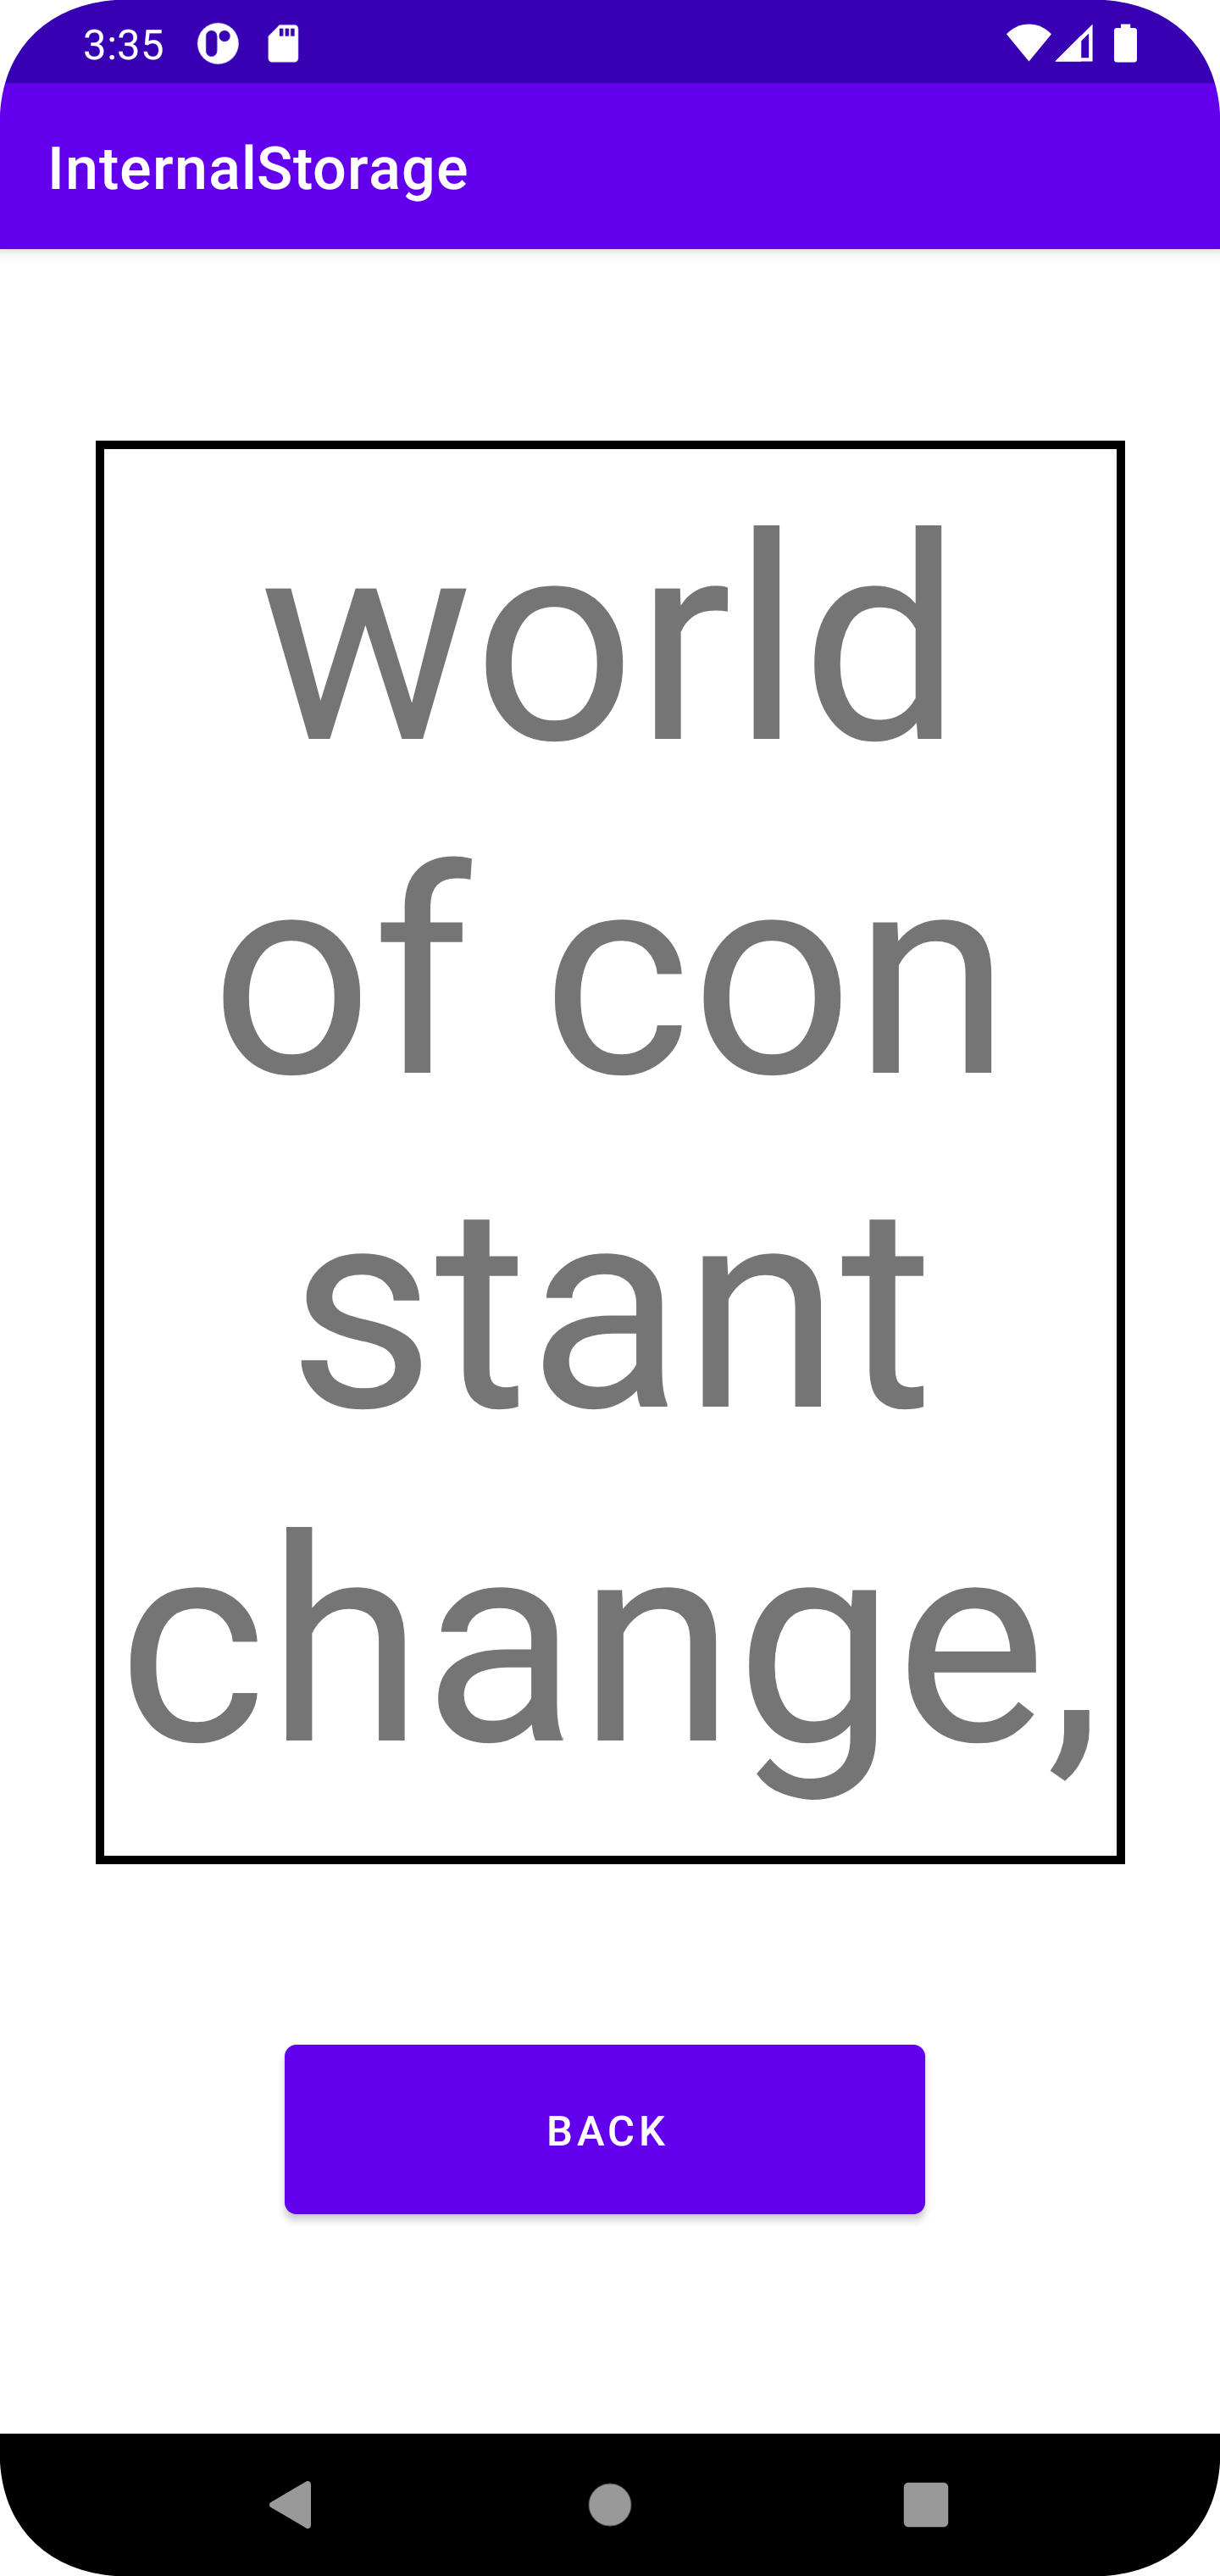 3:35
InternalStorage
world
of con
stant
change,
BACK